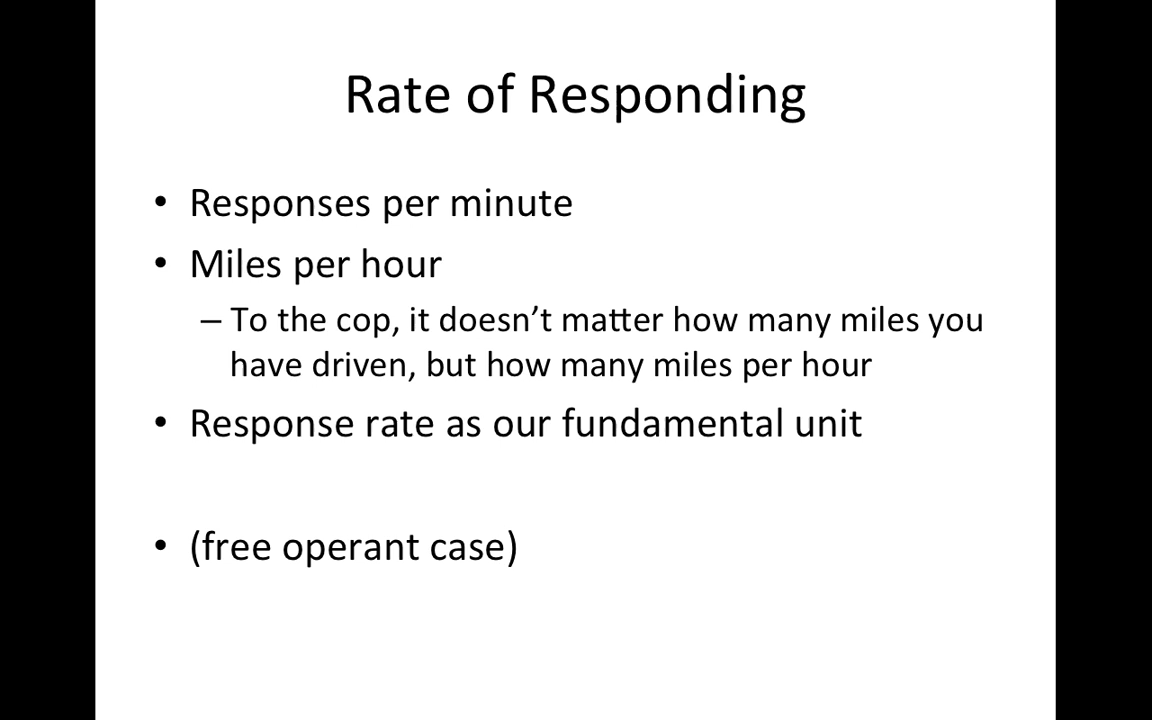 Rate of Responding
• Responses per minute
• Miles per hour
– To the cop, it doesn’t matter how many miles you
have driven, but how many miles per hour
• Response rate as our fundamental unit
• (free operant case)